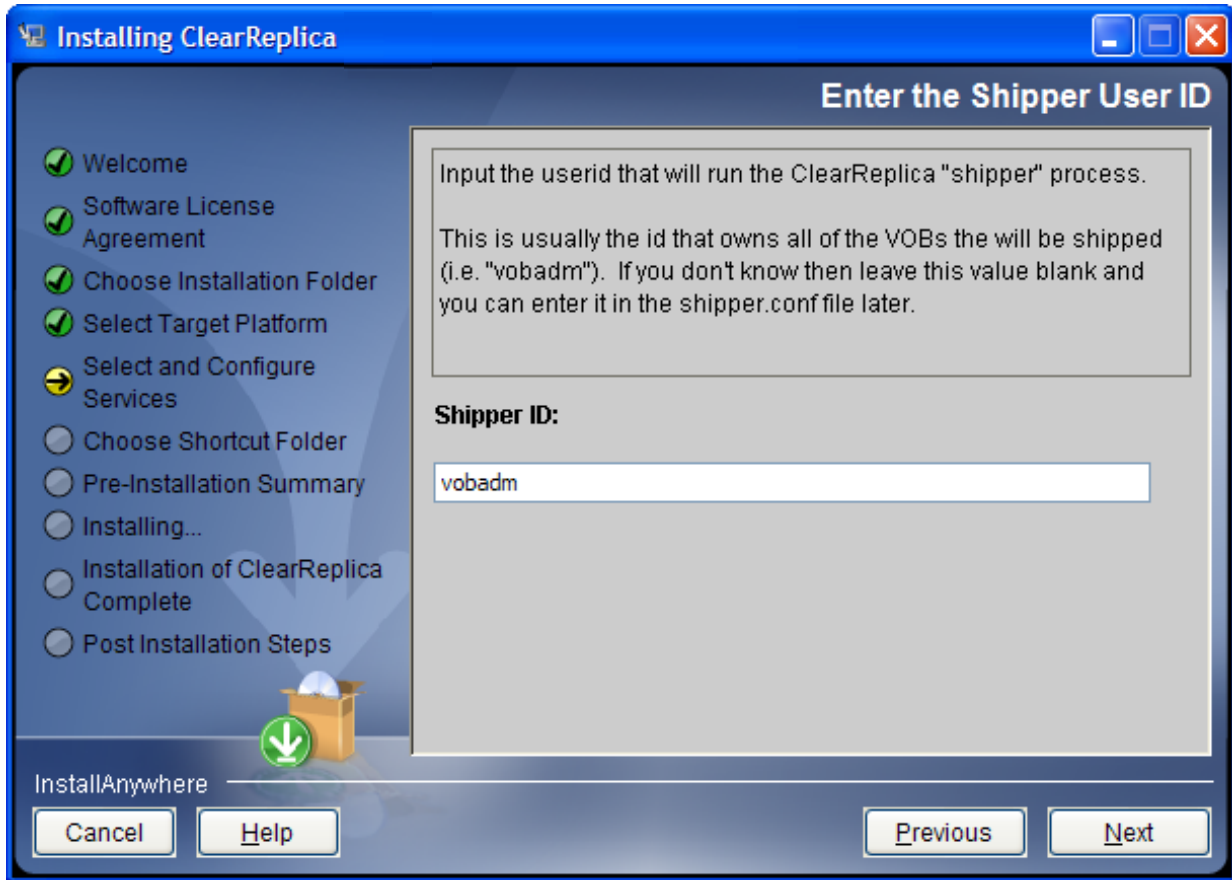 Installing ClearReplica
Enter the Shipper User ID
Welcome
Software License
Agreement
Choose Installation Folder
Select Target Platform
Select and Configure
Services
Choose Shortcut Folder
Pre-Installation Summary
Installing...
Installation of ClearReplica
Complete
Post Installation Steps
Input the userid that will run the ClearReplica "shipper" process.
This is usually the id that owns all of the VOBs the will be shipped
(i.e. "vobadm").  If you don't know then leave this value blank and
you can enter it in the shipper.conf file later.
Shipper ID:
vobadm
InstallAnywhere
Cancel
Help
Previous
Next